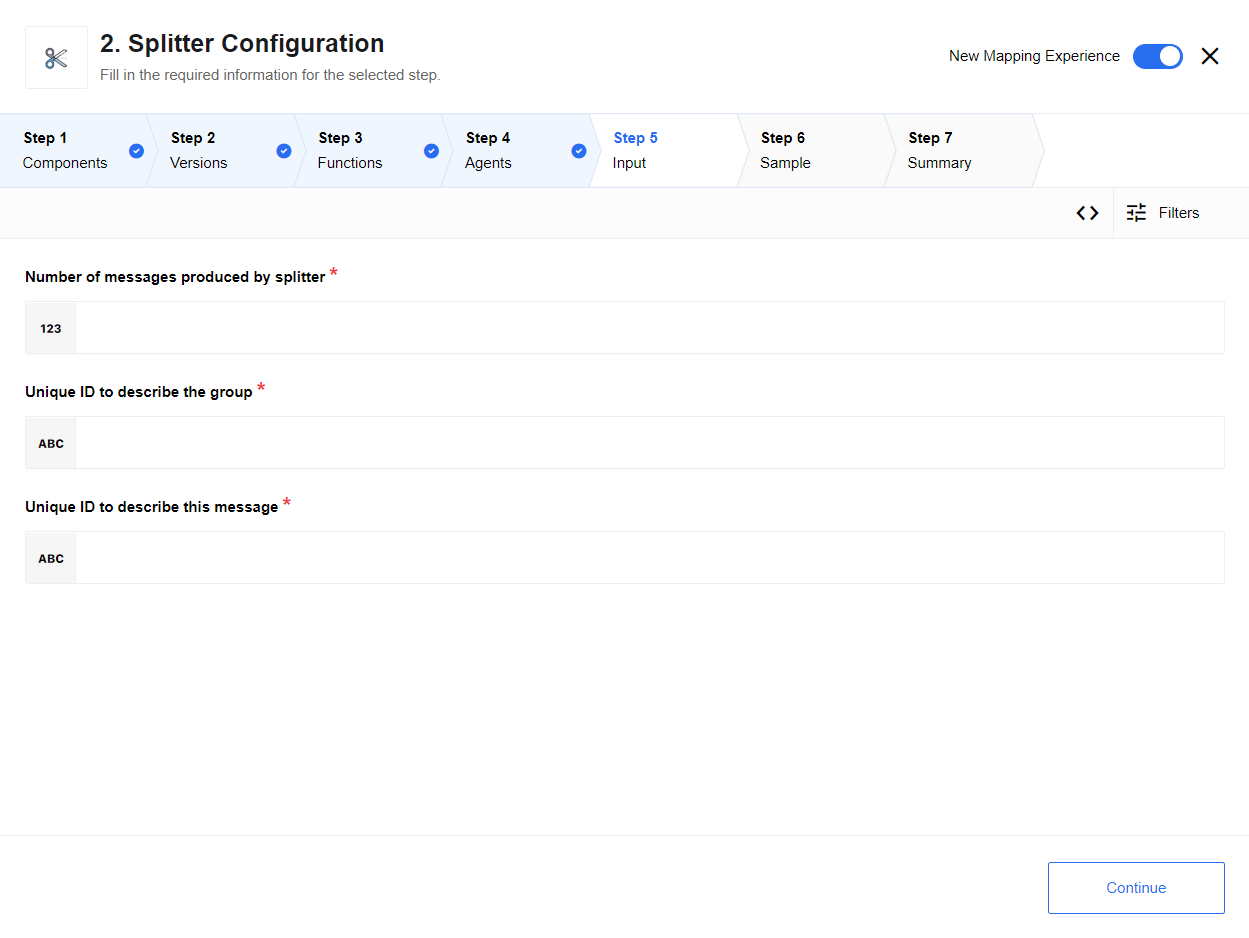 2. Splitter Configuration
Fill in the required information for the selected step.
New Mapping Experience
Step 1
Components
Step 2
Versions
Step 3
Functions
Step 4
Agents
Step 5
Input
Step 6
Sample
Step 7
Summary
Filters
Number of messages produced by splitter *
123
Unique ID to describe the group *
ABC
Unique ID to describe this message *
ABC
Continue